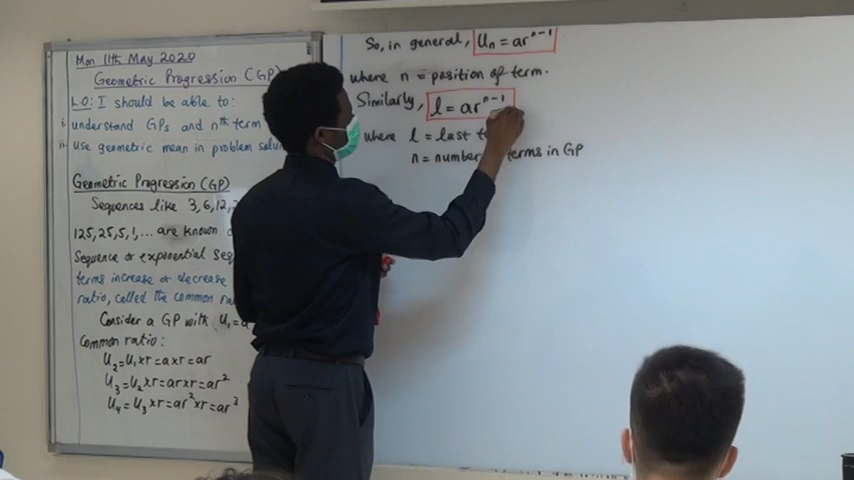 Mon 11th May 2020
Geometric Progression (GP)
LO: I should be able to:
i. understand GPs and nth term
ii. use geometric mean in problem
Geometric Progression (GP)
Sequences like 3, 6, 12,
125, 25, 5, 1, ... are known
Sequence or exponential
terms increase or decrease
ratio, called the common
Consider a GP with U1 =
Common ratio:
U2 = U1 x r = a x r = ar
U3 = U2 x r = ar x r = ar²
U4 = U3 x r = ar² x r = ar³
So, in general, Un = arⁿ⁻¹
where n = position of term.
Similarly, l = arⁿ⁻¹
where l = last
n = number terms in GP